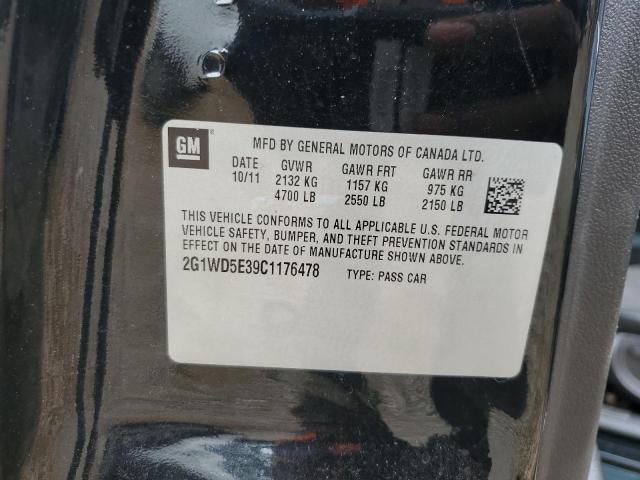 GM ®
MFD BY GENERAL MOTORS OF CANADA LTD.
DATE GVWR GAWR FRT GAWR RR
10/11 2132 KG 1157 KG 975 KG
4700 LB 2550 LB 2150 LB
THIS VEHICLE CONFORMS TO ALL APPLICABLE U.S. FEDERAL MOTOR
VEHICLE SAFETY, BUMPER, AND THEFT PREVENTION STANDARDS IN
EFFECT ON THE DATE OF MANUFACTURE SHOWN ABOVE.
2G1WD5E39C1176478 TYPE: PASS CAR